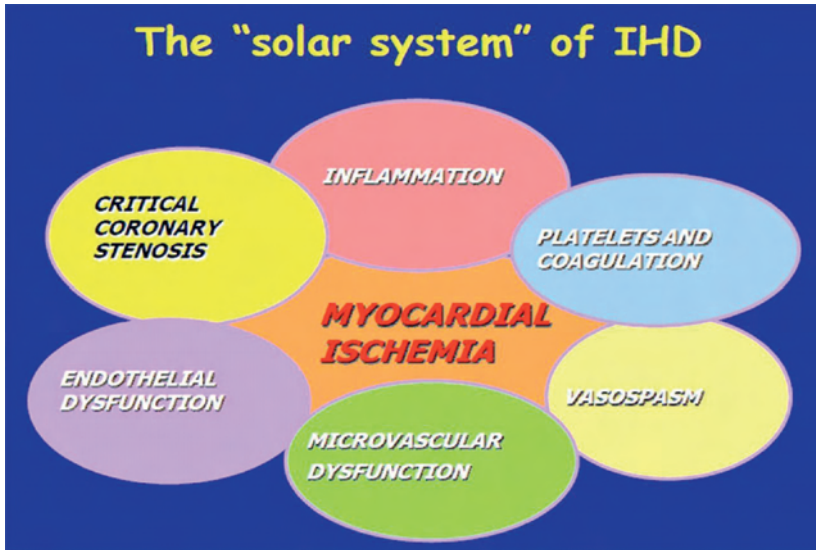 The “solar system” of IHD
INFLAMMATION
CRITICAL
CORONARY
STENOSIS
PLATELETS AND
COAGULATION
MYOCARDIAL
ISCHEMIA
ENDOTHELIAL
DYSFUNCTION
VASOSPASM
MICROVASCULAR
DYSFUNCTION